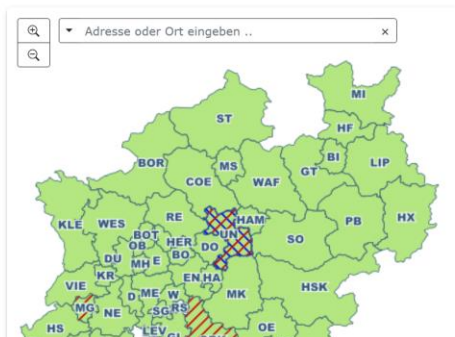 Adresse oder Ort eingeben ..
MI
ST
HF
BOR
MS
BI
LIP
COE
WAF
GT
KLE
WES
RE
UN
HAM
SO
PB
HX
BOT
OB
HER
DO
BO
DU
MH
E
KR
EN
HA
HSK
VIE
MK
D
ME
W
MG
NE
SG
RS
HS
LEV
OE